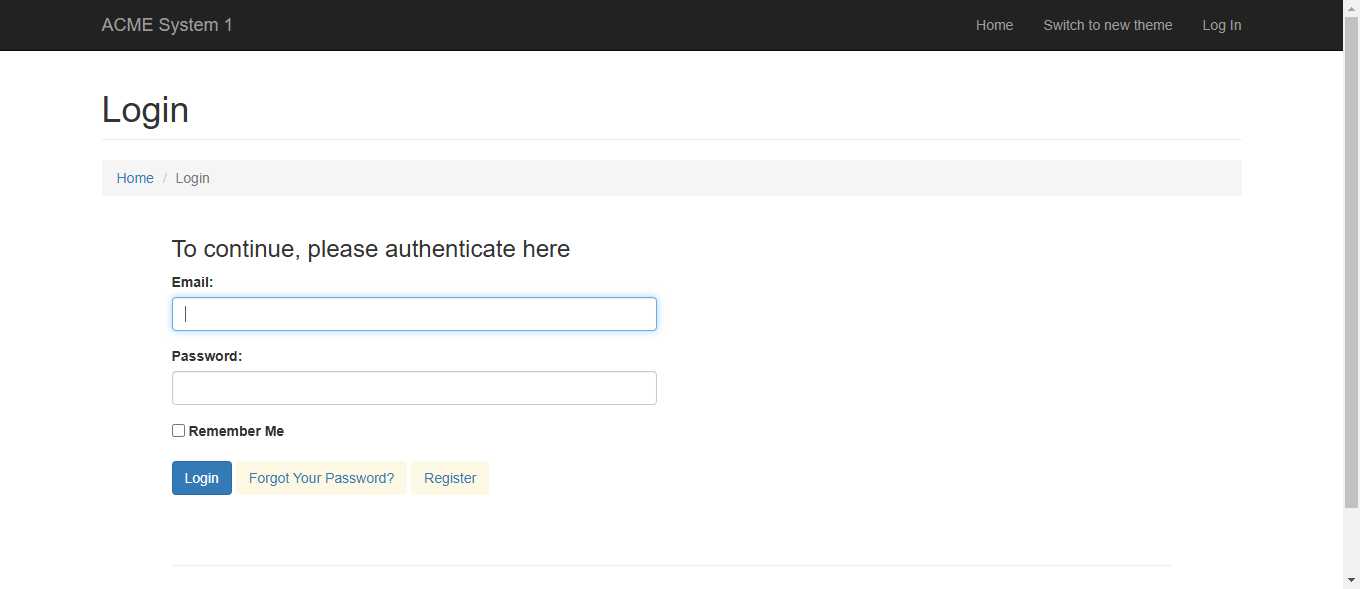 ACME System 1 Home Switch to new theme Log In
Login
Home / Login
To continue, please authenticate here
Email:
Password:
Remember Me
Login Forgot Your Password? Register